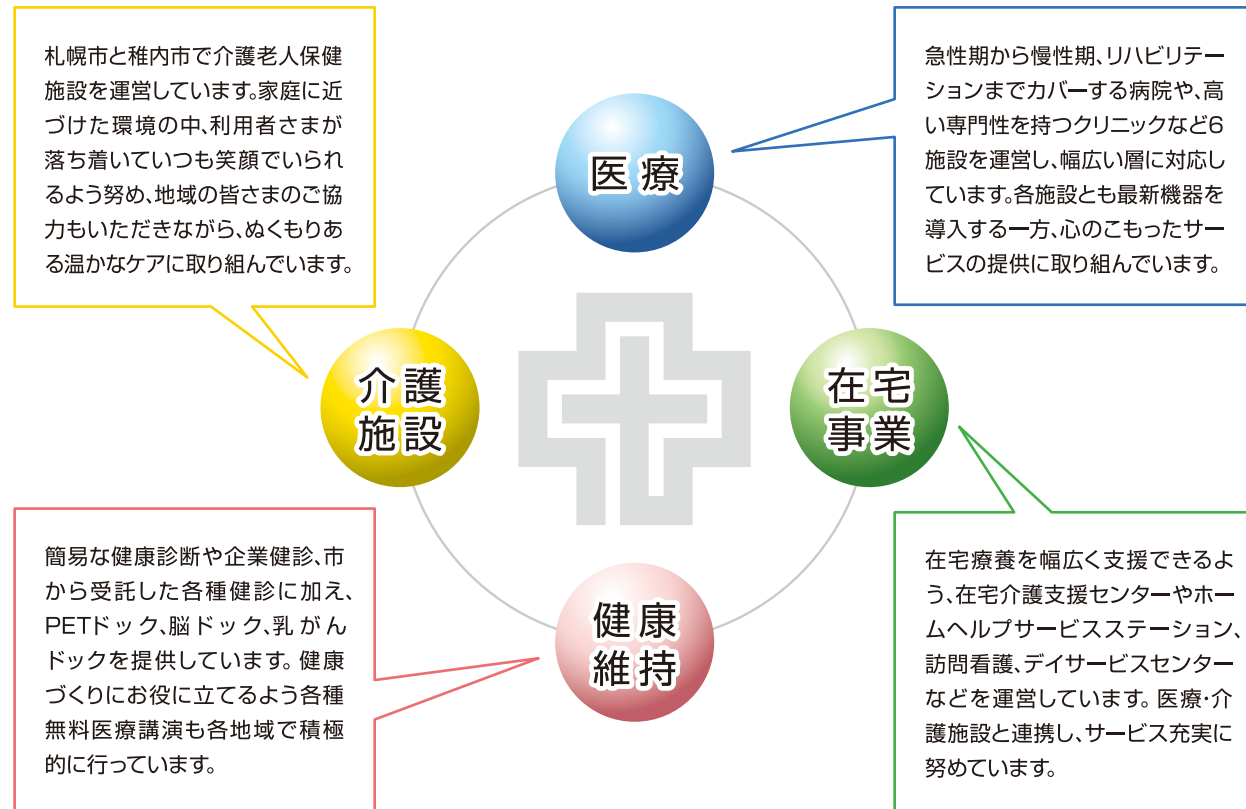 札幌市と稚内市で介護老人保健
施設を運営しています。家庭に近
づけた環境の中、利用者さまが
落ち着いていつも笑顔でいられ
るよう努め、地域の皆さまのご協
力もいただきながら、ぬくもりあ
る温かなケアに取り組んでいます。
医療
急性期から慢性期、リハビリテー
ションまでカバーする病院や、高
い専門性を持つクリニックなど6
施設を運営し、幅広い層に対応し
ています。各施設とも最新機器を
導入する一方、心のこもったサー
ビスの提供に取り組んでいます。
介護
施設
在宅
事業
簡易な健康診断や企業健診、市
から受託した各種健診に加え、
PETドック、脳ドック、乳がん
ドックを提供しています。健康
づくりにお役に立てるよう各種
無料医療講演も各地域で積極
的に行っています。
健康
維持
在宅療養を幅広く支援できるよ
う、在宅介護支援センターやホー
ムヘルプサービスステーション、
訪問看護、デイサービスセンター
などを運営しています。医療・介
護施設と連携し、サービス充実に
努めています。